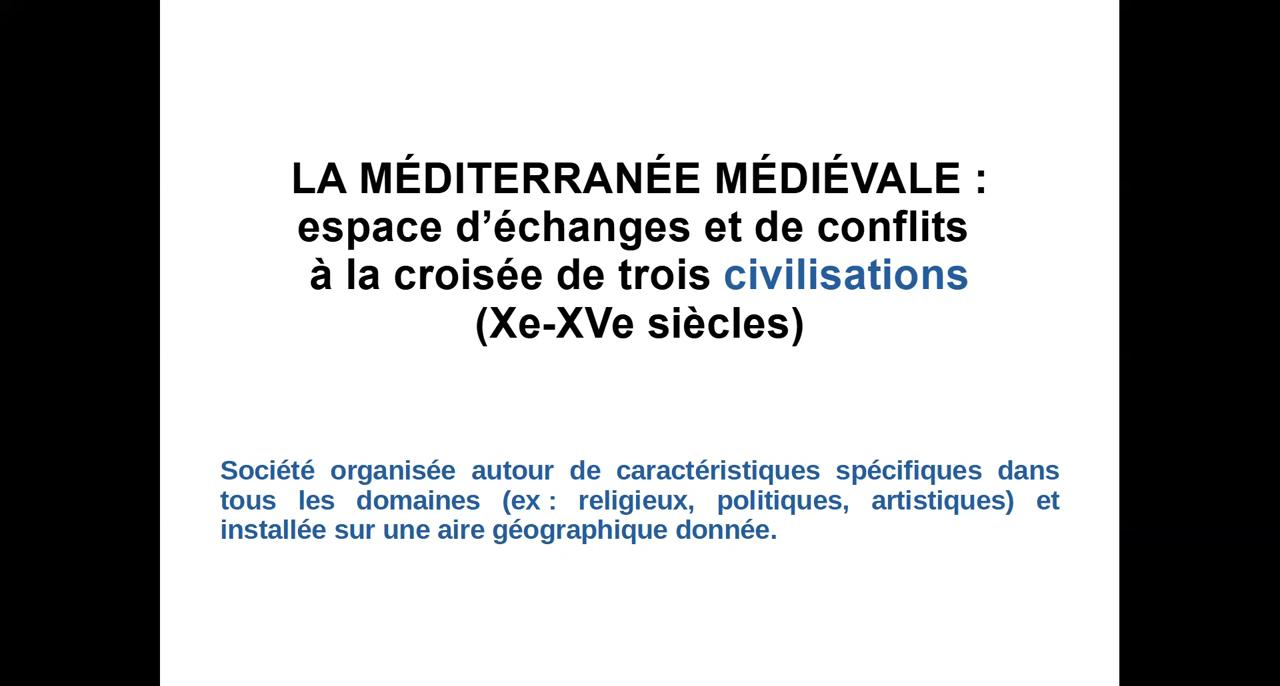 LA MÉDITERRANÉE MÉDIÉVALE :
espace d’échanges et de conflits
à la croisée de trois civilisations
(Xe-XVe siècles)
Société organisée autour de caractéristiques spécifiques dans
tous les domaines (ex : religieux, politiques, artistiques) et
installée sur une aire géographique donnée.